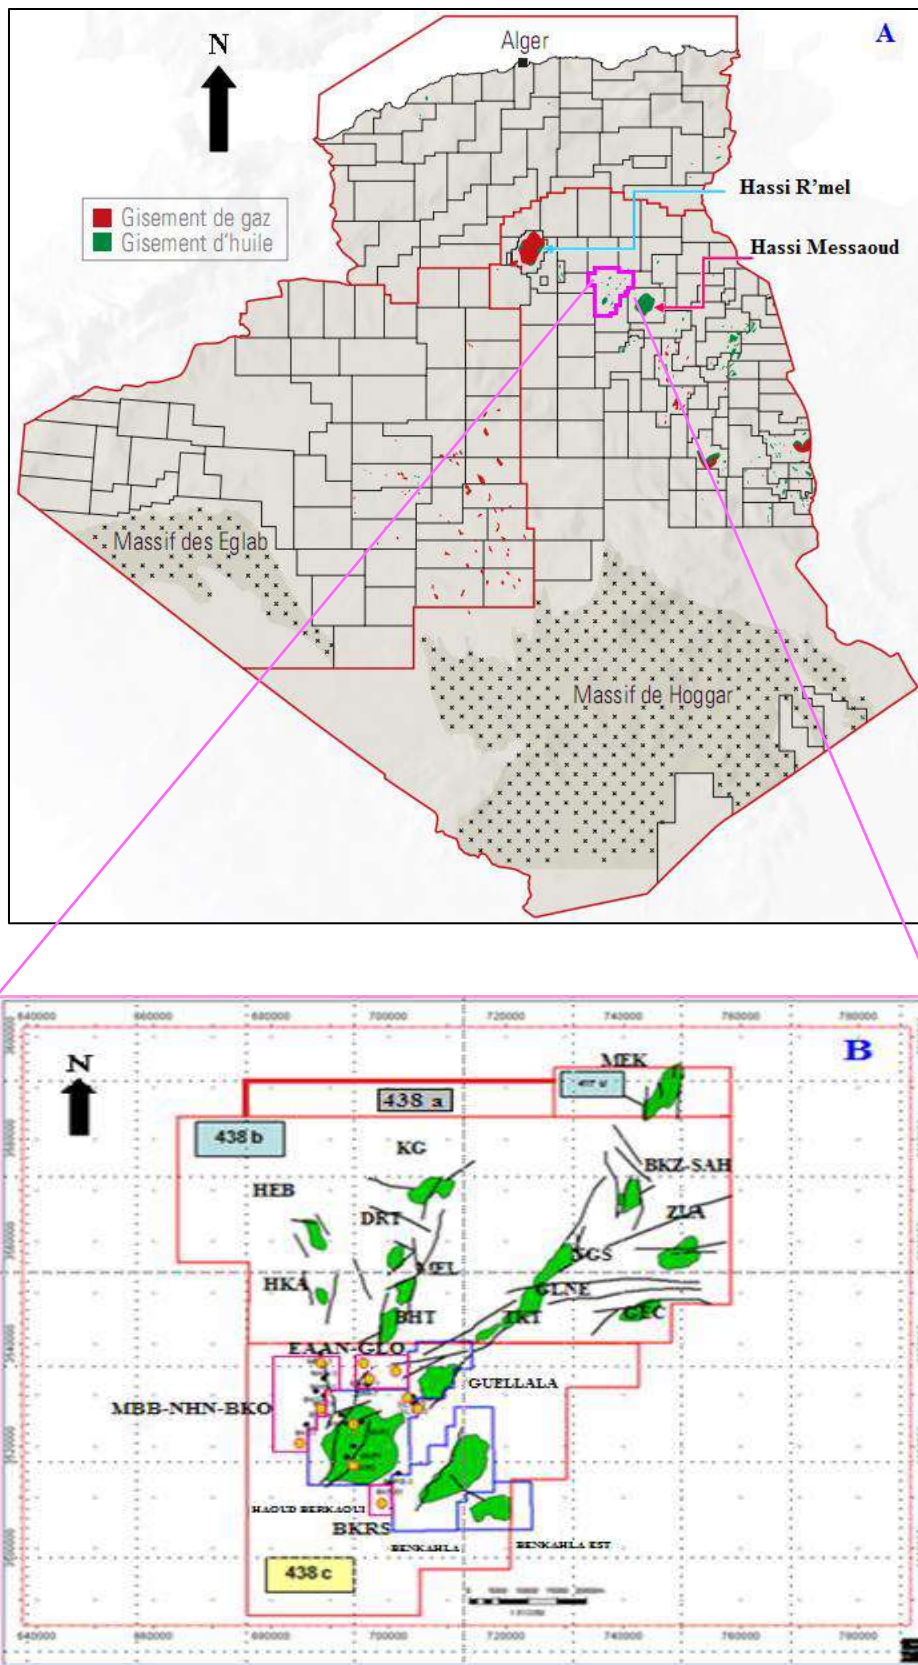 A
N
Alger
Hassi R'mel
Gisement de gaz
Gisement d'huile
Hassi Messaoud
Massif des Eglab
Massif de Hoggar
640000 660000 680000 700000 720000 740000 760000 780000
B
N
MEK
438 a
438 b
KG
BKZ-SAH
HEB
DRT
ZLA
MEL
SGS
HKA
GLNE
BHT
TKT
GEC
EAAN-GLO
GUELLALA
MBB-NHN-BKO
HAOUD BERKAOUI
BKRS
BENKAHLA
BENKAHLA EST
438 c
640000 660000 680000 700000 720000 740000 760000 780000